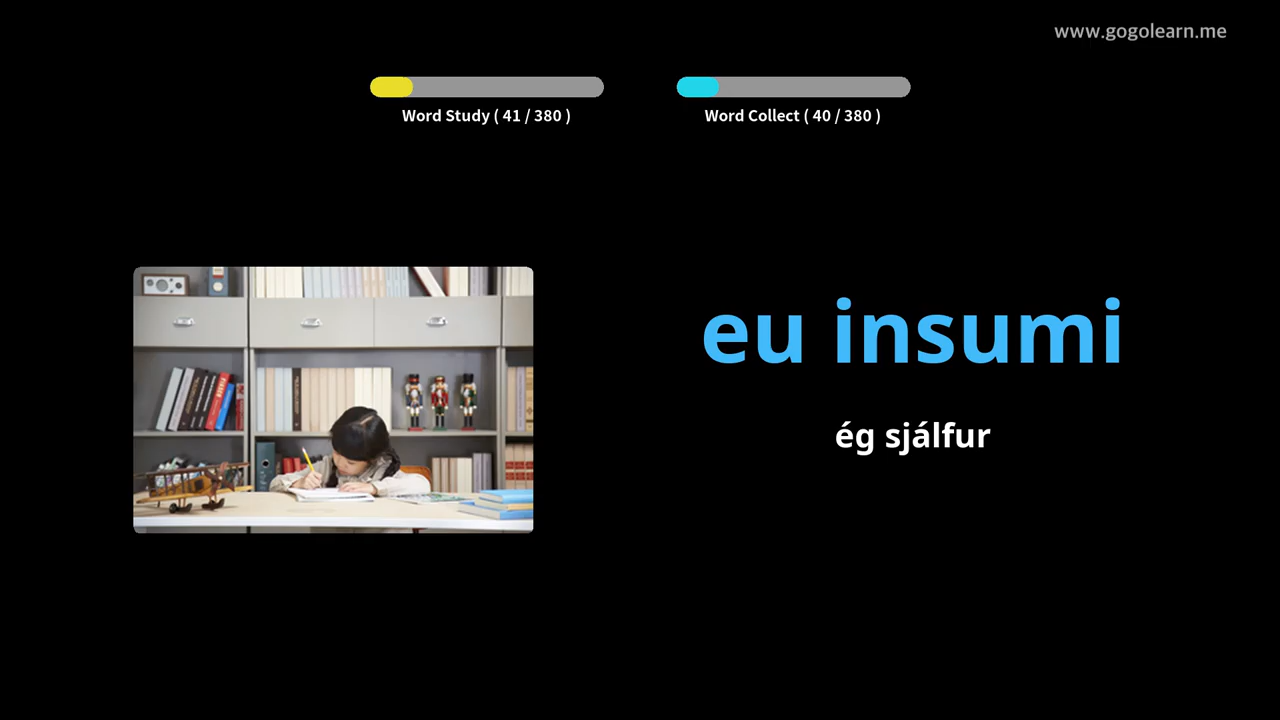 www.gogolearn.me
Word Study ( 41 / 380 )
Word Collect ( 40 / 380 )
eu insumi
ég sjálfur